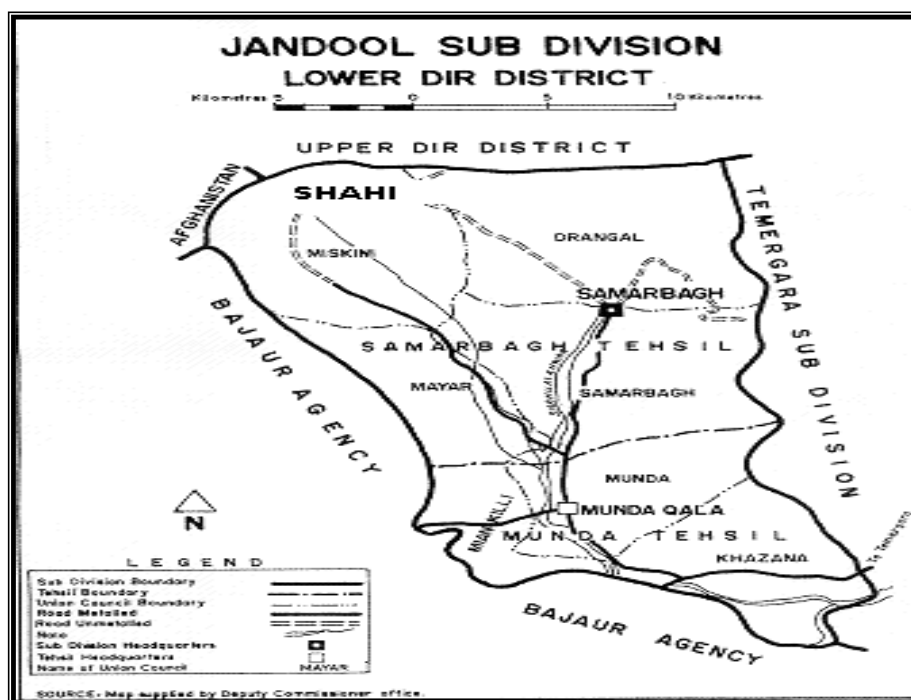 JANDOOL SUB DIVISION
LOWER DIR DISTRICT
Kilometres 5 0 5 10 Kilometres
UPPER DIR DISTRICT
AFGHANISTAN
SHAHI
TEMERGARA SUB DIVISION
DRANGAL
MISKINI
SAMARBAGH
BAJAUR AGENCY
SAMARBAGH TEHSIL
MAYAR
SAMARBAGH
MUNDA
N
MUNDA QALA
MIAN KILLI
MUNDA TEHSIL
KHAZANA
BAJAUR AGENCY
LEGEND
Sub Division Boundary
Tehsil Boundary
Union Council Boundary
Road Metalled
Road Unmetalled
Sub Division Headquarters
Tehsil Headquarters
Name of Union Council MAYAR
SOURCE: Map supplied by Deputy Commissioner office.